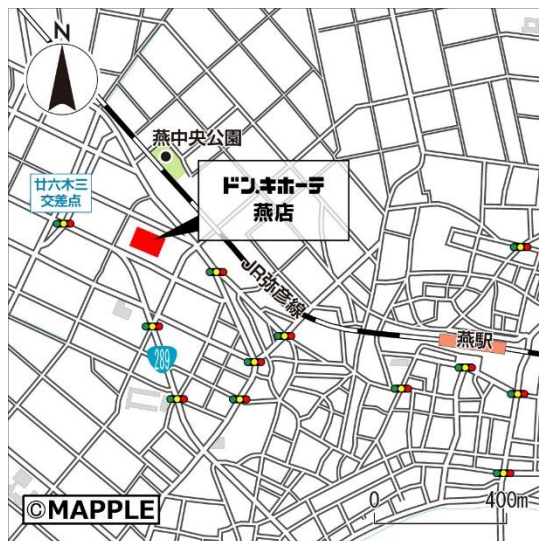 N
燕中央公園
廿六木三
交差点
ドン.キホーテ
燕店
JR弥彦線
燕駅
289
©MAPPLE
0 400m